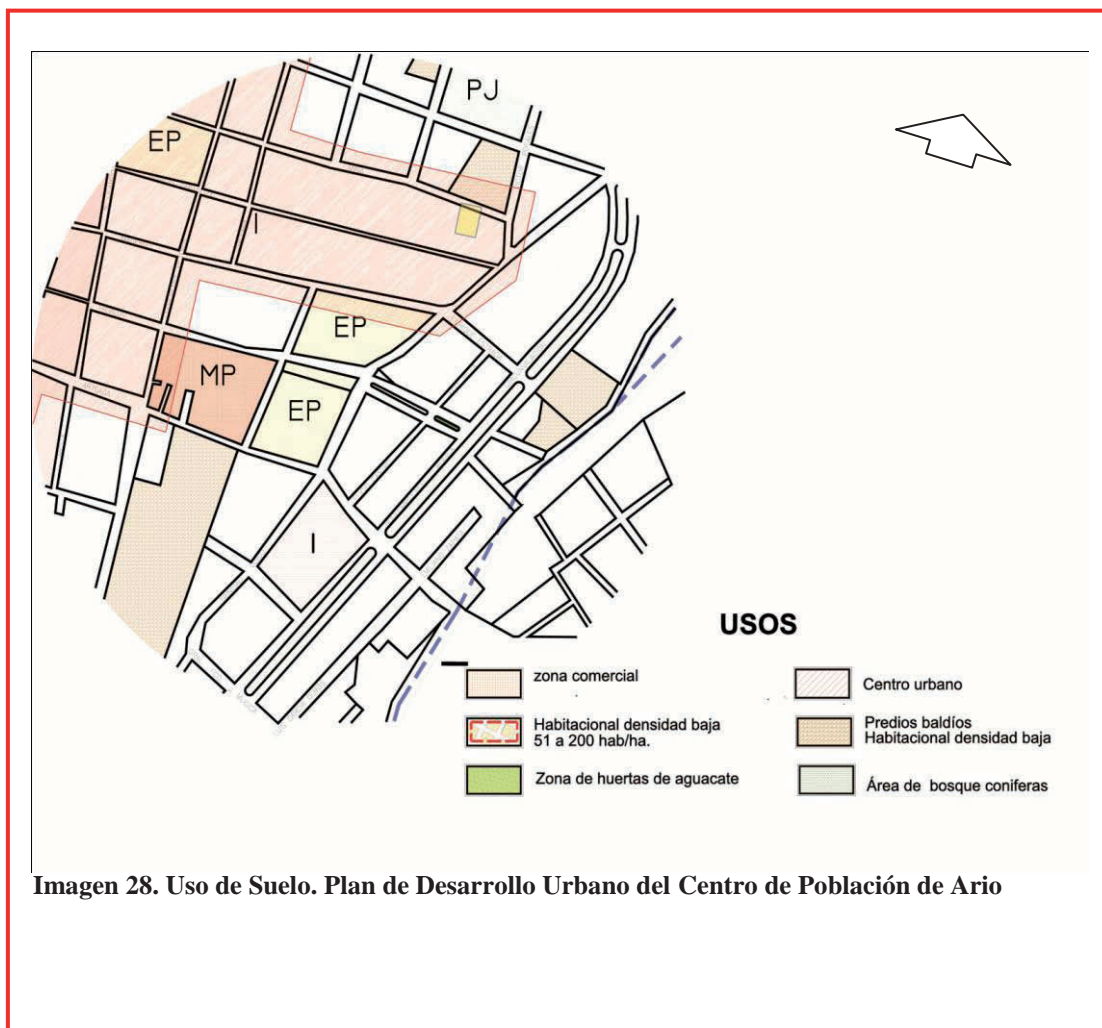 PJ
EP
I
EP
MP
EP
I
USOS
zona comercial
Centro urbano
Habitacional densidad baja
51 a 200 hab/ha.
Predios baldíos
Habitacional densidad baja
Zona de huertas de aguacate
Área de bosque coniferas
Imagen 28. Uso de Suelo. Plan de Desarrollo Urbano del Centro de Población de Ario